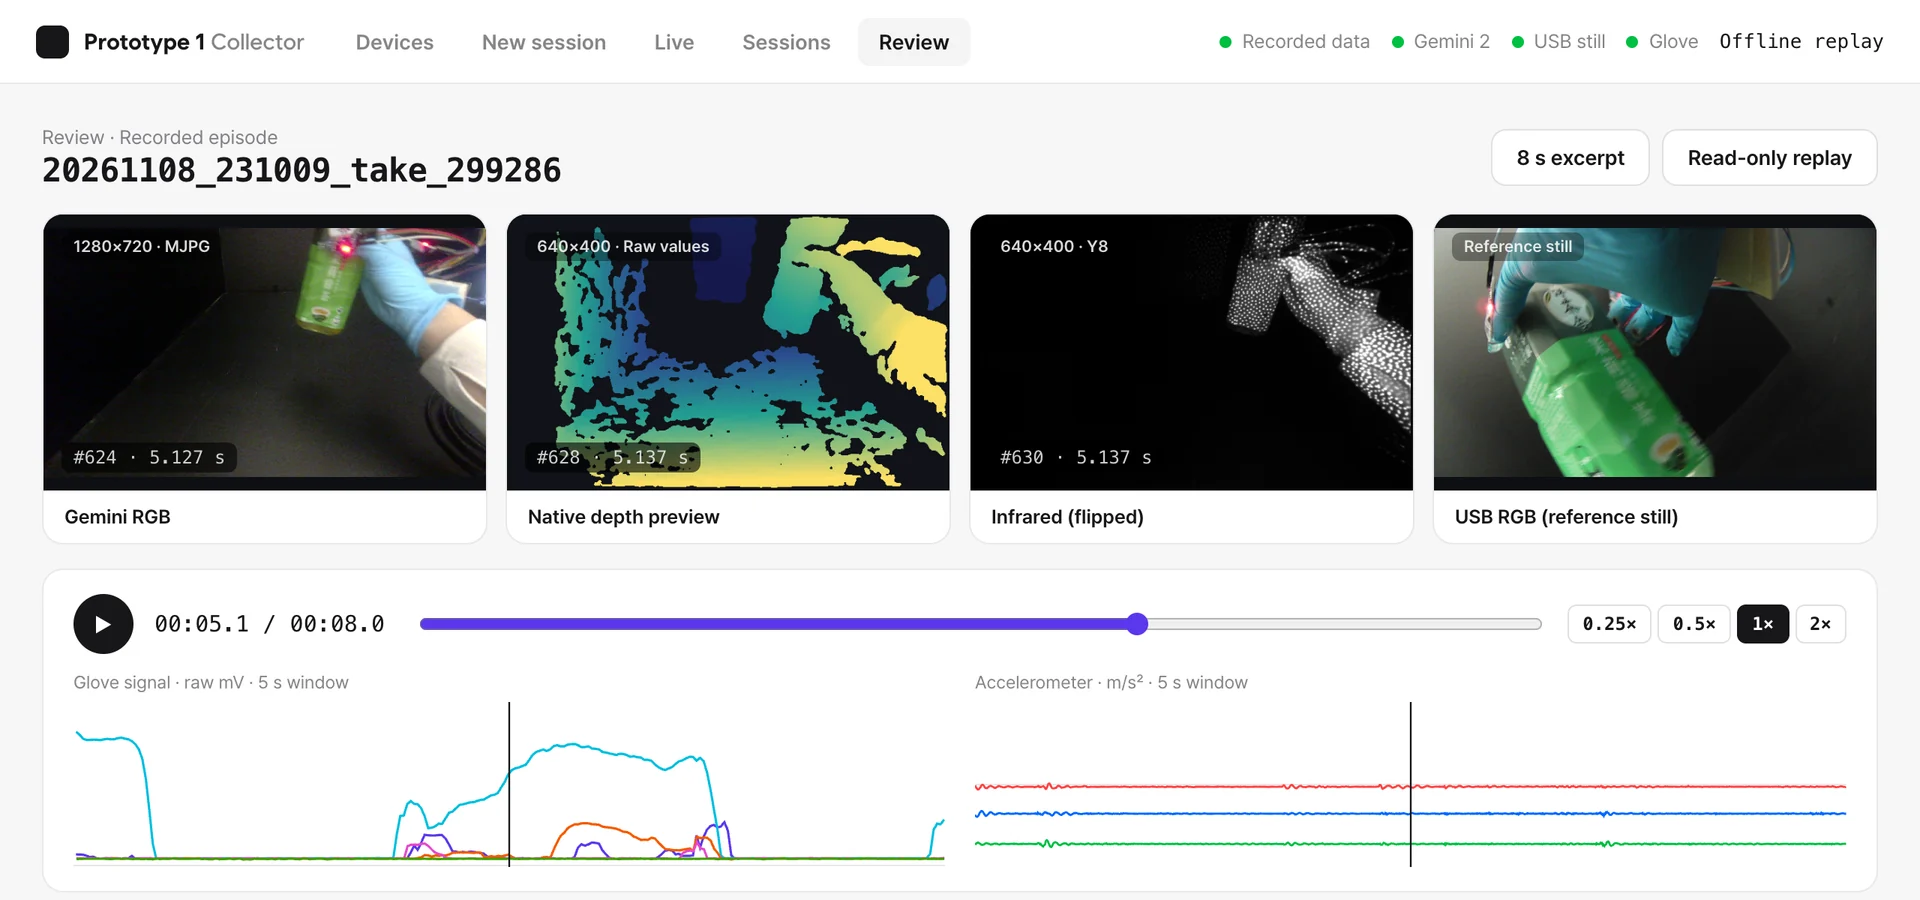 Prototype 1 Collector
Devices
New session
Live
Sessions
Review
Recorded data
Gemini 2
USB still
Glove
Offline replay
Review · Recorded episode
20261108_231009_take_299286
8 s excerpt
Read-only replay
1280×720 · MJPG
640×400 · Raw values
640×400 · Y8
Reference still
#624 · 5.127 s
#628 · 5.137 s
#630 · 5.137 s
Gemini RGB
Native depth preview
Infrared (flipped)
USB RGB (reference still)
00:05.1 / 00:08.0
0.25×
0.5×
1×
2×
Glove signal · raw mV · 5 s window
Accelerometer · m/s² · 5 s window